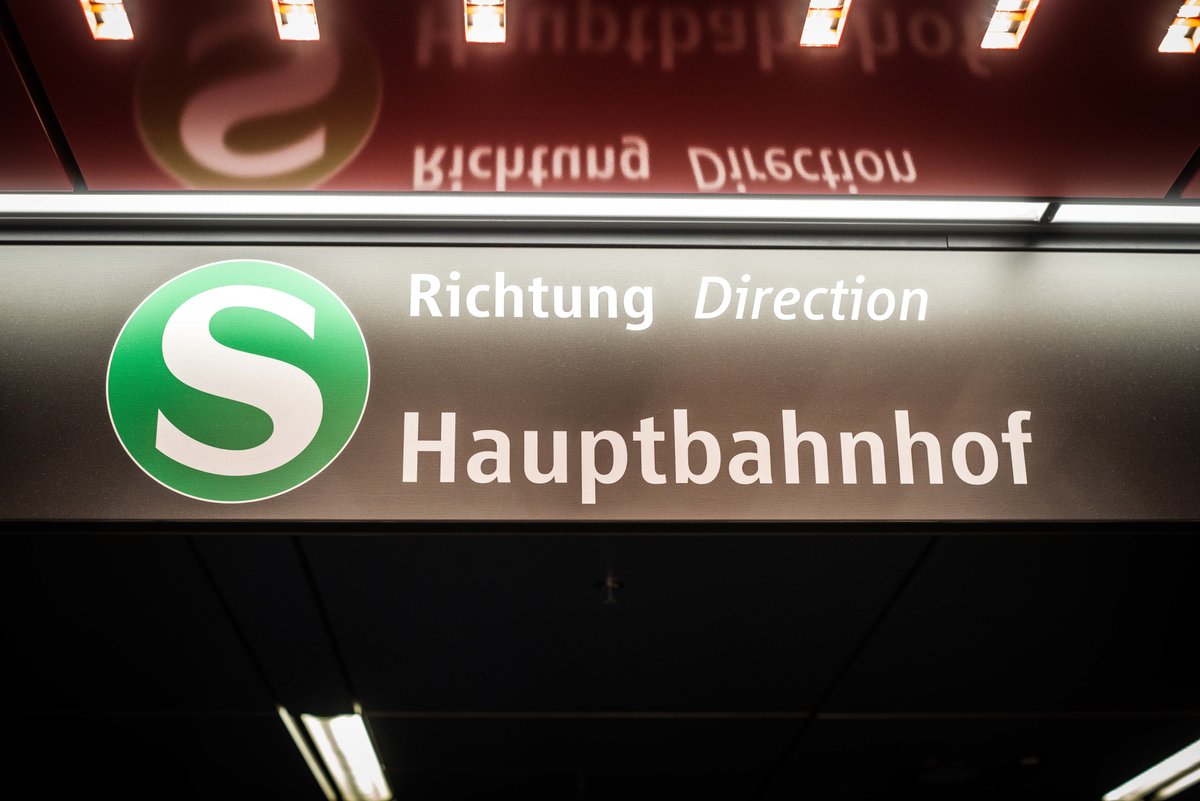 S
Richtung Direction
Hauptbahnhof